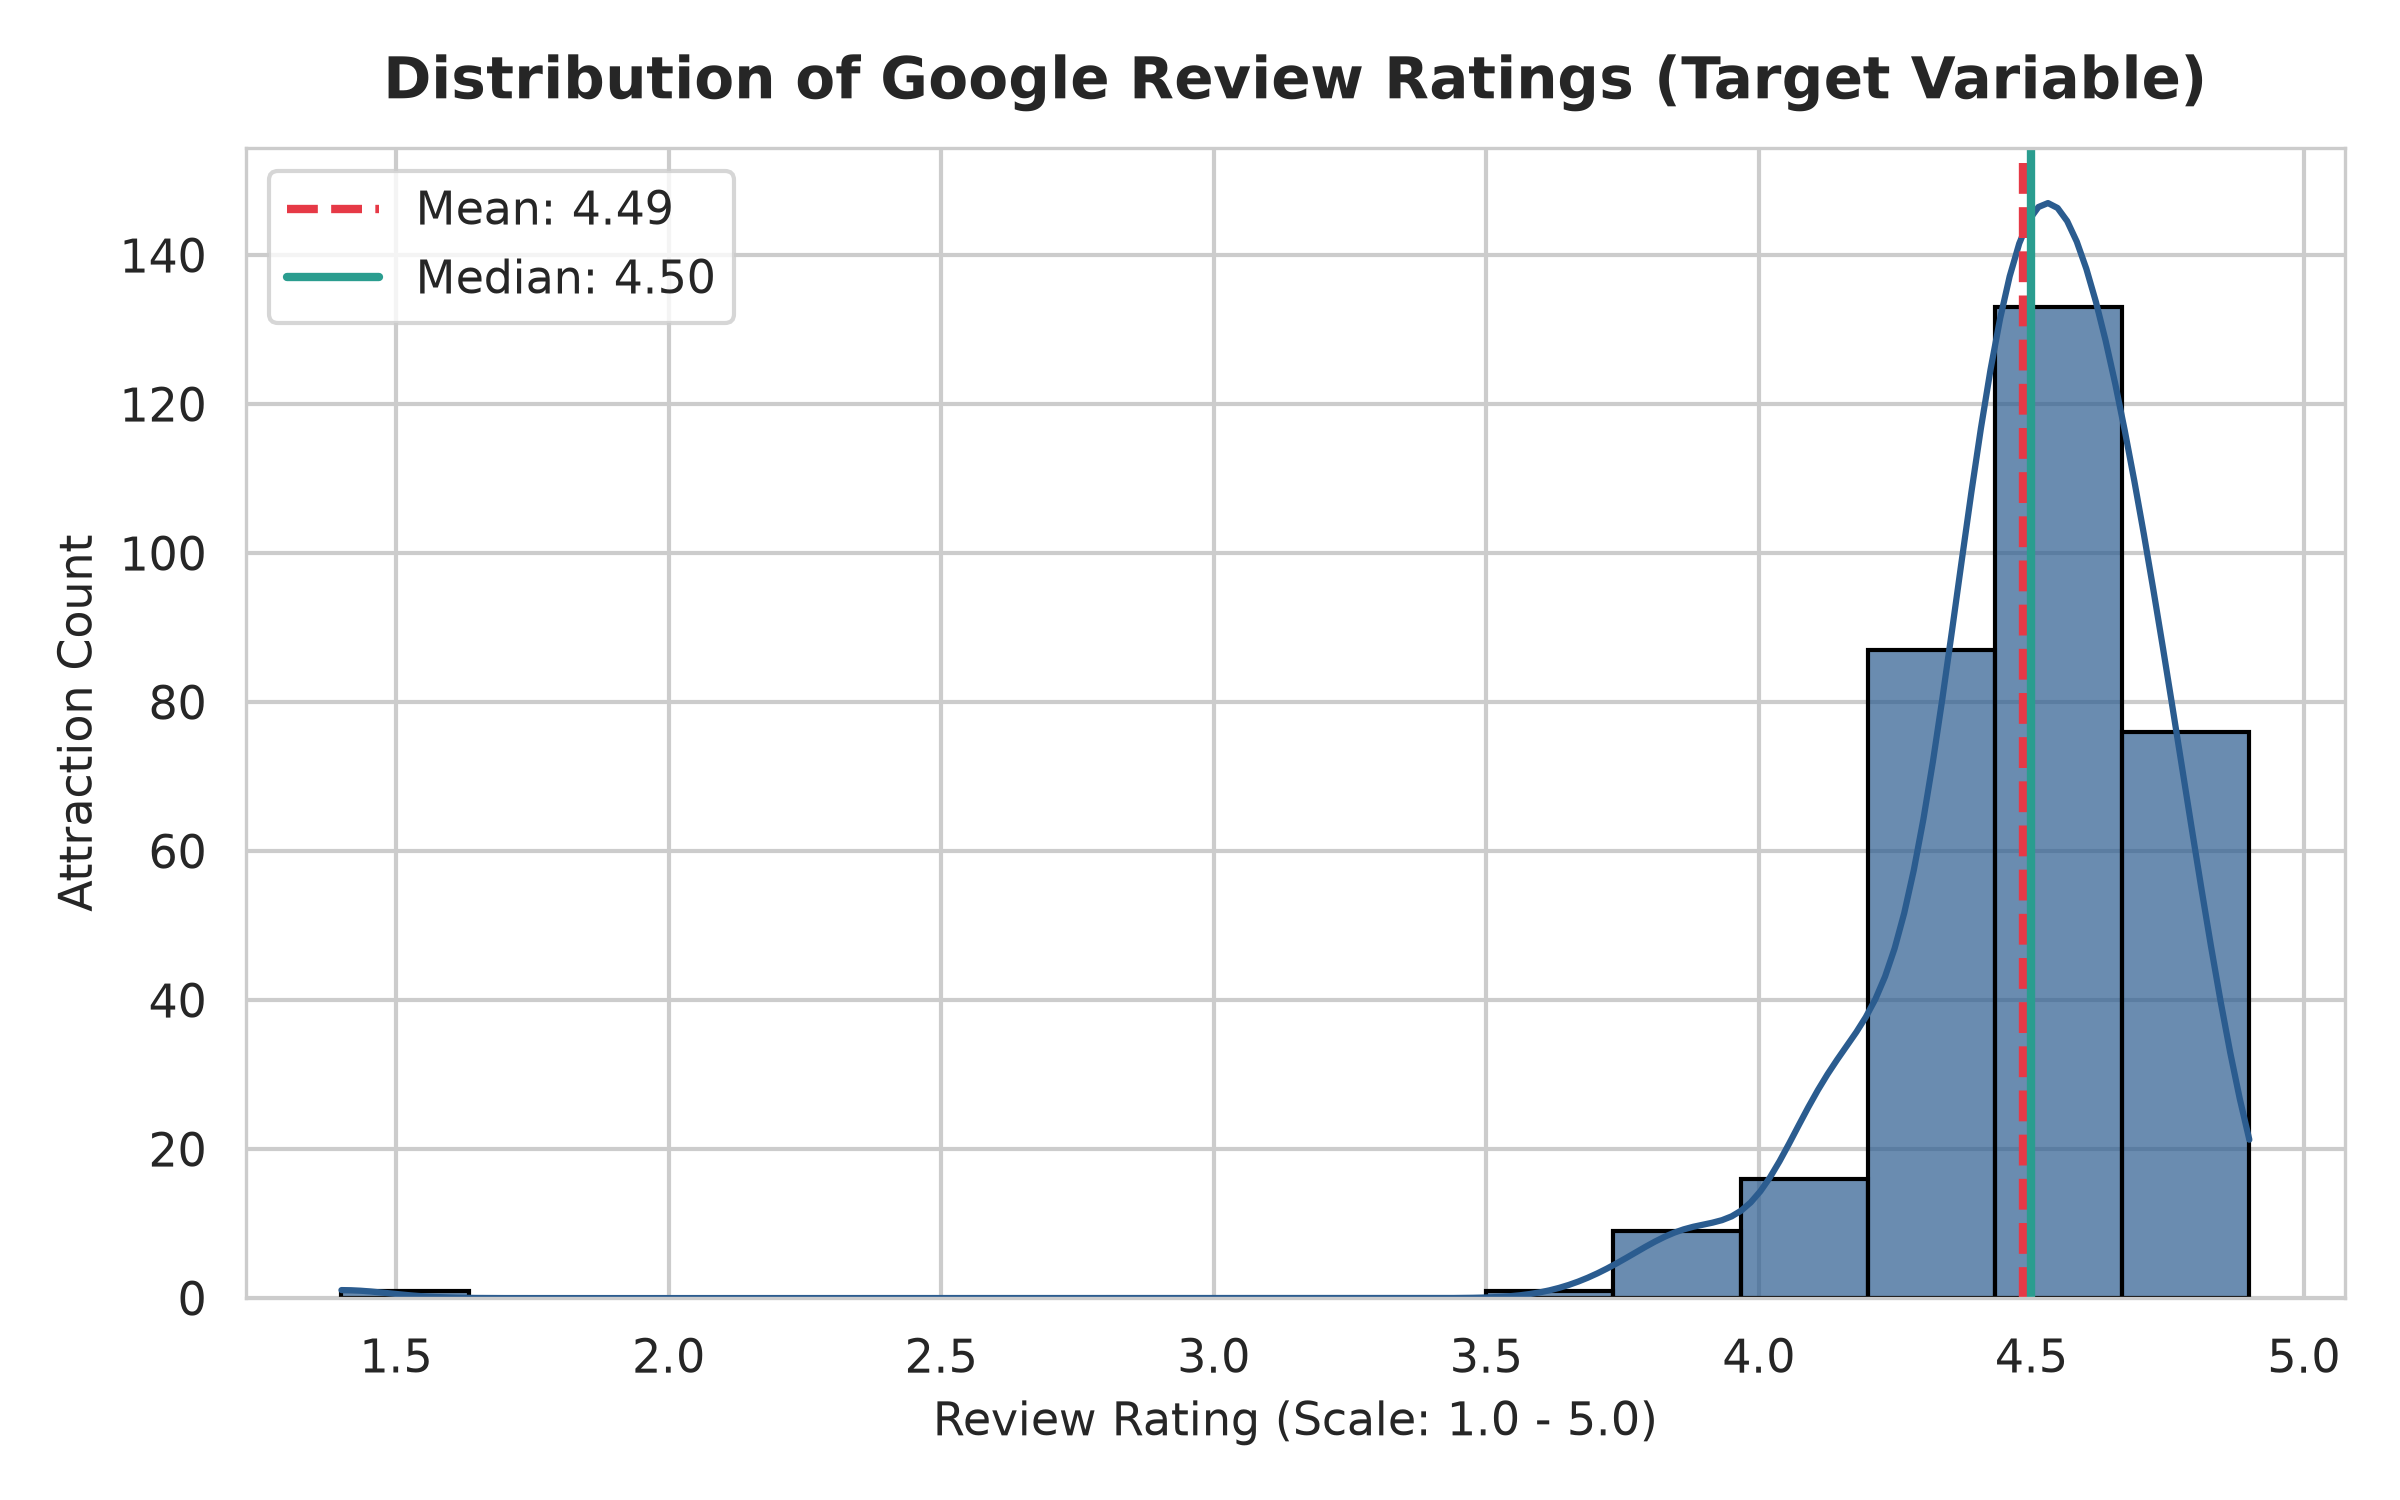 Distribution of Google Review Ratings (Target Variable)
Mean: 4.49
Median: 4.50
Attraction Count
140
120
100
80
60
40
20
0
1.5 2.0 2.5 3.0 3.5 4.0 4.5 5.0
Review Rating (Scale: 1.0 - 5.0)